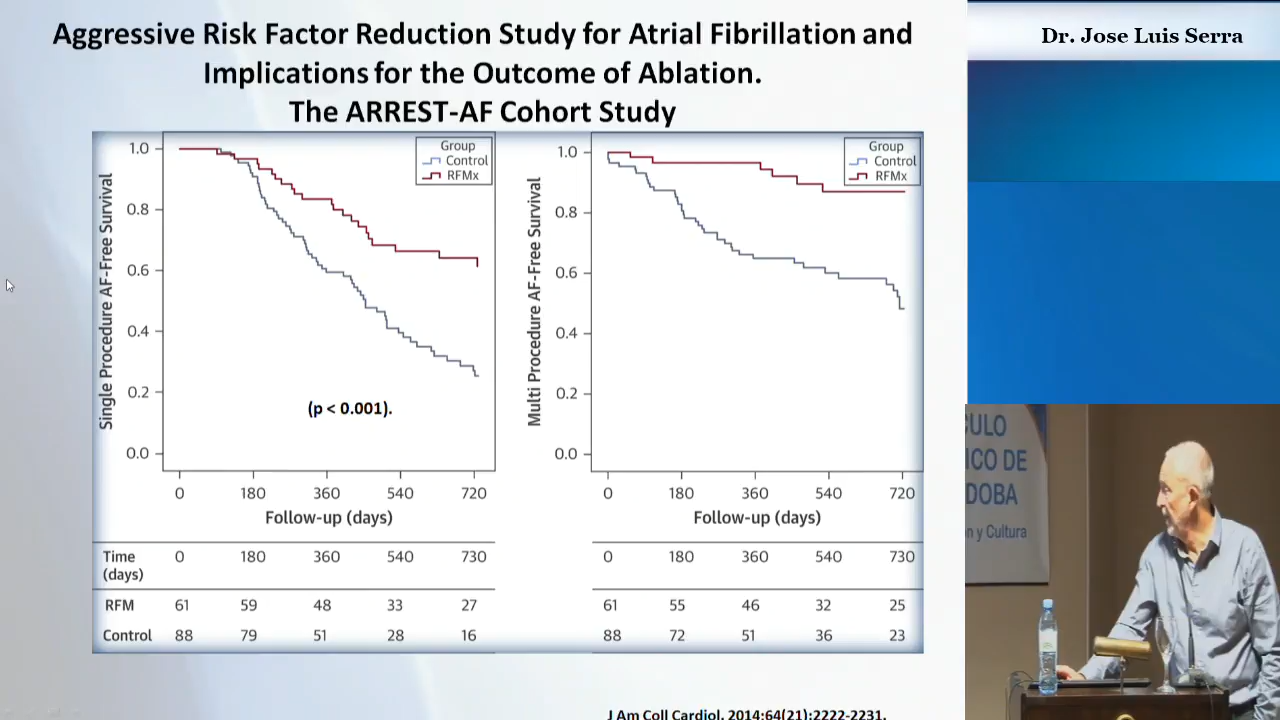 Aggressive Risk Factor Reduction Study for Atrial Fibrillation and
Implications for the Outcome of Ablation.
The ARREST-AF Cohort Study
Dr. Jose Luis Serra
Single Procedure AF-Free Survival
1.0
0.8
0.6
0.4
0.2
0.0
Group
Control
RFMx
(p < 0.001).
0 180 360 540 720
Follow-up (days)
Time (days) 0 180 360 540 730
RFM 61 59 48 33 27
Control 88 79 51 28 16
Multi Procedure AF-Free Survival
1.0
0.8
0.6
0.4
0.2
0.0
Group
Control
RFMx
0 180 360 540 720
Follow-up (days)
0 180 360 540 730
61 55 46 32 25
88 72 51 36 23
J Am Coll Cardiol. 2014;64(21):2222-2231.
CULO
ICO DE
DOBA
n y Cultura